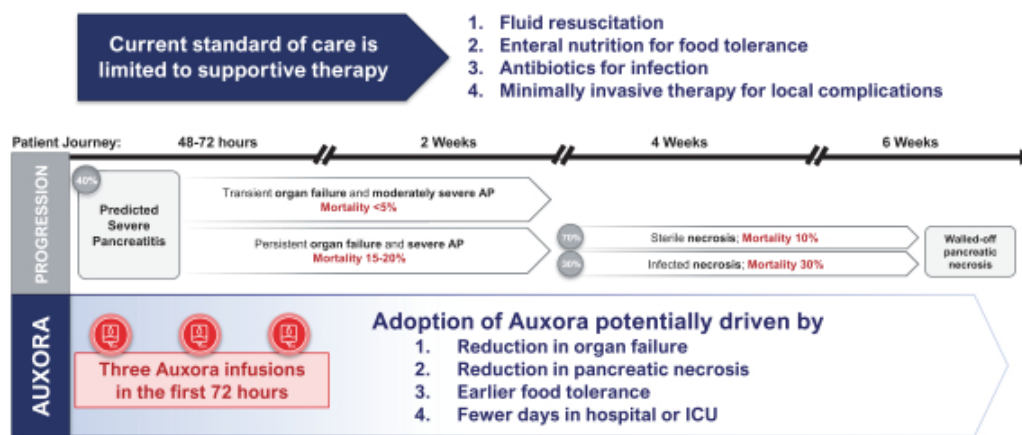 Current standard of care is
limited to supportive therapy
1. Fluid resuscitation
2. Enteral nutrition for food tolerance
3. Antibiotics for infection
4. Minimally invasive therapy for local complications
Patient Journey: 48-72 hours 2 Weeks 4 Weeks 6 Weeks
PROGRESSION
40%
Predicted
Severe
Pancreatitis
Transient organ failure and moderately severe AP
Mortality <5%
Persistent organ failure and severe AP
Mortality 15-20%
70%
Sterile necrosis; Mortality 10%
30%
Infected necrosis; Mortality 30%
Walled-off
pancreatic
necrosis
AUXORA
Three Auxora infusions
in the first 72 hours
Adoption of Auxora potentially driven by
1. Reduction in organ failure
2. Reduction in pancreatic necrosis
3. Earlier food tolerance
4. Fewer days in hospital or ICU